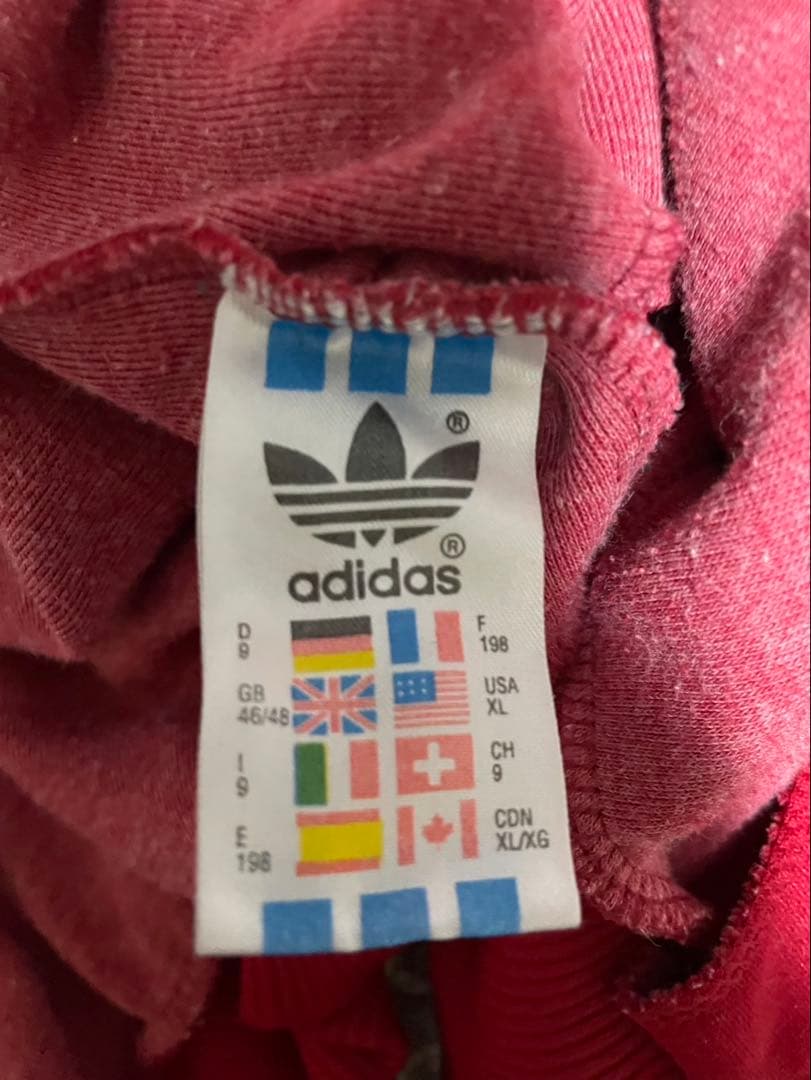 ®
®
adidas
D
9
F
198
GB
46/48
USA
XL
I
9
CH
9
E
198
CDN
XL/XG